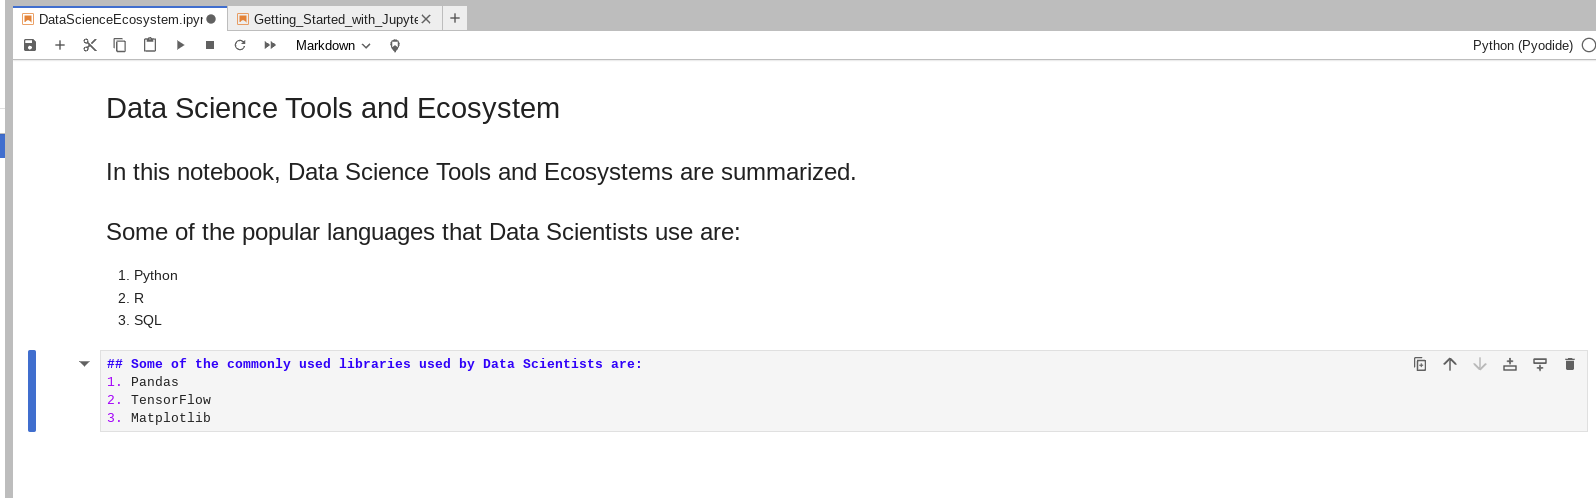 DataScienceEcosystem.ipyn
Getting_Started_with_Jupyte
Markdown
Python (Pyodide)
Data Science Tools and Ecosystem
In this notebook, Data Science Tools and Ecosystems are summarized.
Some of the popular languages that Data Scientists use are:
1. Python
2. R
3. SQL
## Some of the commonly used libraries used by Data Scientists are:
1. Pandas
2. TensorFlow
3. Matplotlib